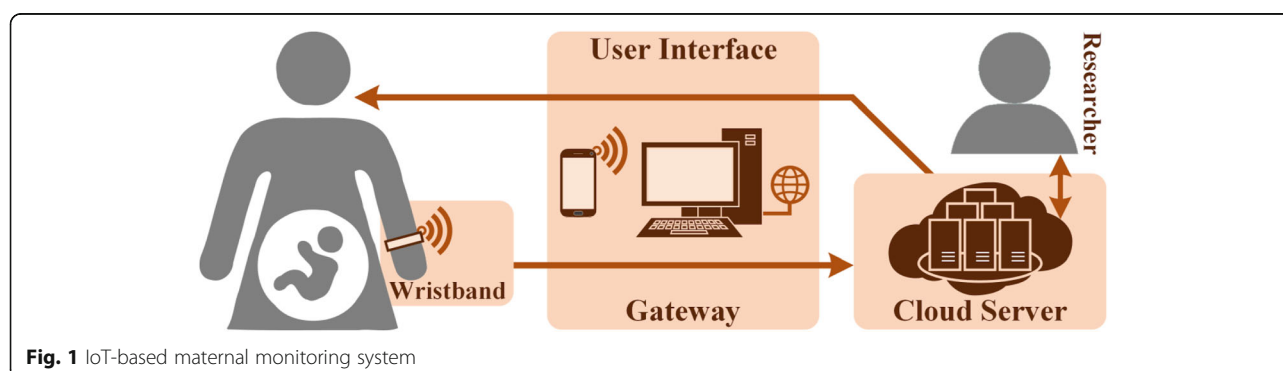 User Interface
Researcher
Wristband
Gateway
Cloud Server
Fig. 1 IoT-based maternal monitoring system